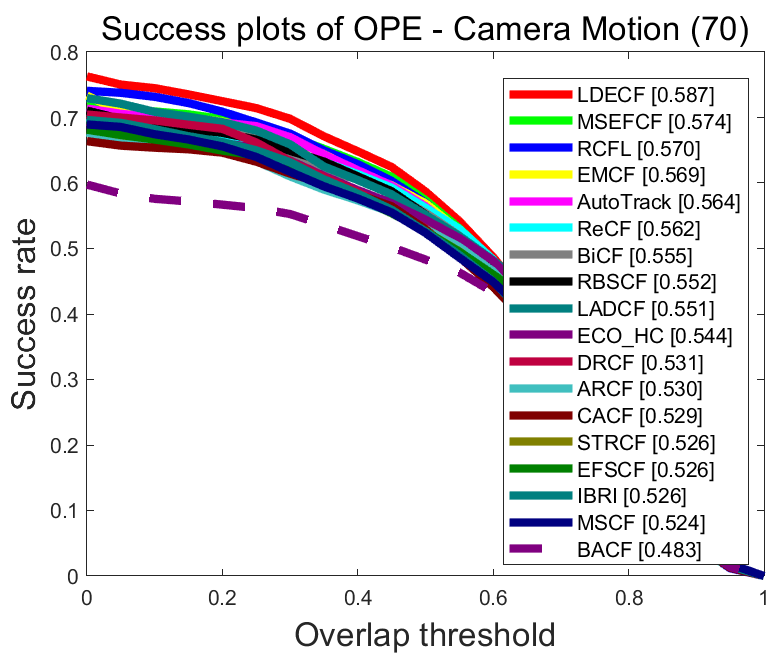 Success plots of OPE - Camera Motion (70)
0.8
0.7
0.6
0.5
0.4
0.3
0.2
0.1
0
Success rate
LDECF [0.587]
MSEFCF [0.574]
RCFL [0.570]
EMCF [0.569]
AutoTrack [0.564]
ReCF [0.562]
BiCF [0.555]
RBSCF [0.552]
LADCF [0.551]
ECO_HC [0.544]
DRCF [0.531]
ARCF [0.530]
CACF [0.529]
STRCF [0.526]
EFSCF [0.526]
IBRI [0.526]
MSCF [0.524]
BACF [0.483]
0 0.2 0.4 0.6 0.8 1
Overlap threshold